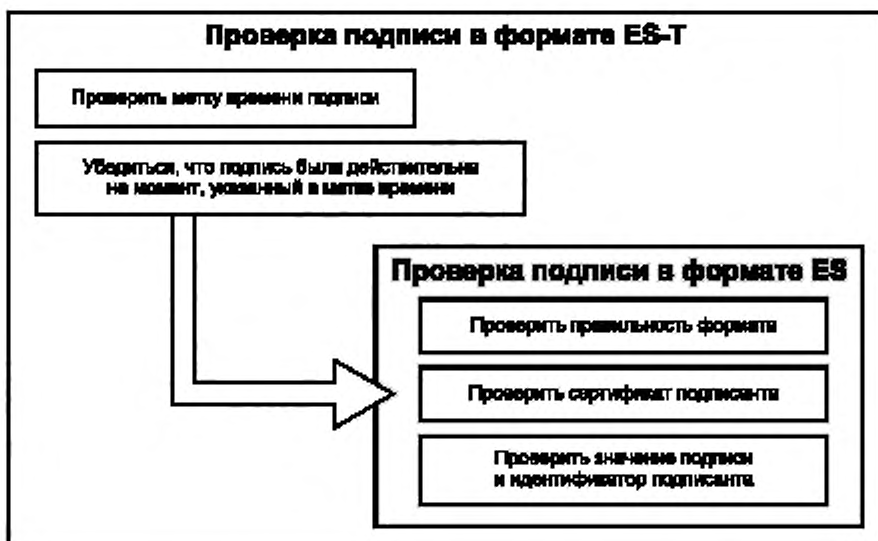 Проверка подписи в формате ES-T
Проверить метку времени подписи
Убедиться, что подпись была действительна
на момент, указанный в метке времени
Проверка подписи в формате ES
Проверить правильность формата
Проверить сертификат подписанта
Проверить значение подписи
и идентификатор подписанта